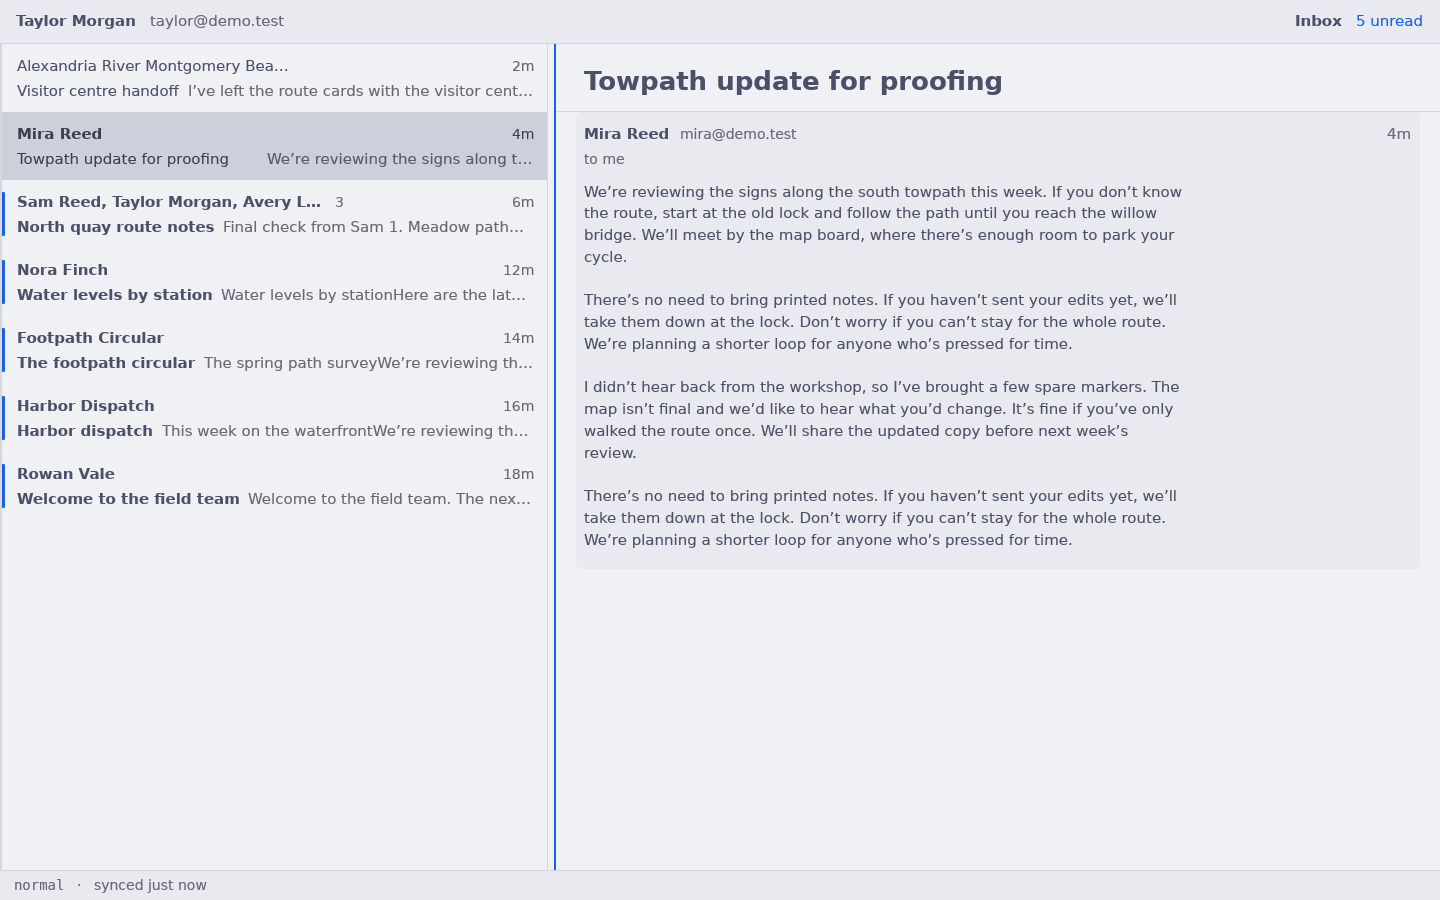 Taylor Morgan taylor@demo.test
Inbox 5 unread
Alexandria River Montgomery Bea… 2m
Visitor centre handoff I’ve left the route cards with the visitor cent…
Mira Reed 4m
Towpath update for proofing We’re reviewing the signs along t…
Sam Reed, Taylor Morgan, Avery L… 3 6m
North quay route notes Final check from Sam 1. Meadow path…
Nora Finch 12m
Water levels by station Water levels by stationHere are the lat…
Footpath Circular 14m
The footpath circular The spring path surveyWe’re reviewing th…
Harbor Dispatch 16m
Harbor dispatch This week on the waterfrontWe’re reviewing th…
Rowan Vale 18m
Welcome to the field team Welcome to the field team. The nex…
Towpath update for proofing
Mira Reed mira@demo.test 4m
to me
We’re reviewing the signs along the south towpath this week. If you don’t know
the route, start at the old lock and follow the path until you reach the willow
bridge. We’ll meet by the map board, where there’s enough room to park your
cycle.
There’s no need to bring printed notes. If you haven’t sent your edits yet, we’ll
take them down at the lock. Don’t worry if you can’t stay for the whole route.
We’re planning a shorter loop for anyone who’s pressed for time.
I didn’t hear back from the workshop, so I’ve brought a few spare markers. The
map isn’t final and we’d like to hear what you’d change. It’s fine if you’ve only
walked the route once. We’ll share the updated copy before next week’s
review.
There’s no need to bring printed notes. If you haven’t sent your edits yet, we’ll
take them down at the lock. Don’t worry if you can’t stay for the whole route.
We’re planning a shorter loop for anyone who’s pressed for time.
normal · synced just now